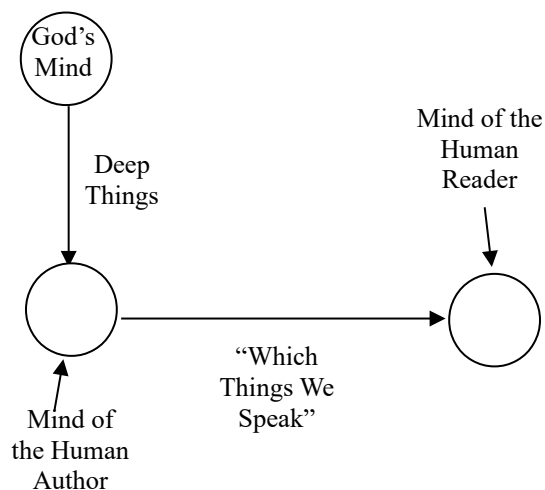 God’s
Mind
Deep
Things
Mind of the
Human
Reader
“Which
Things We
Speak”
Mind of
the Human
Author